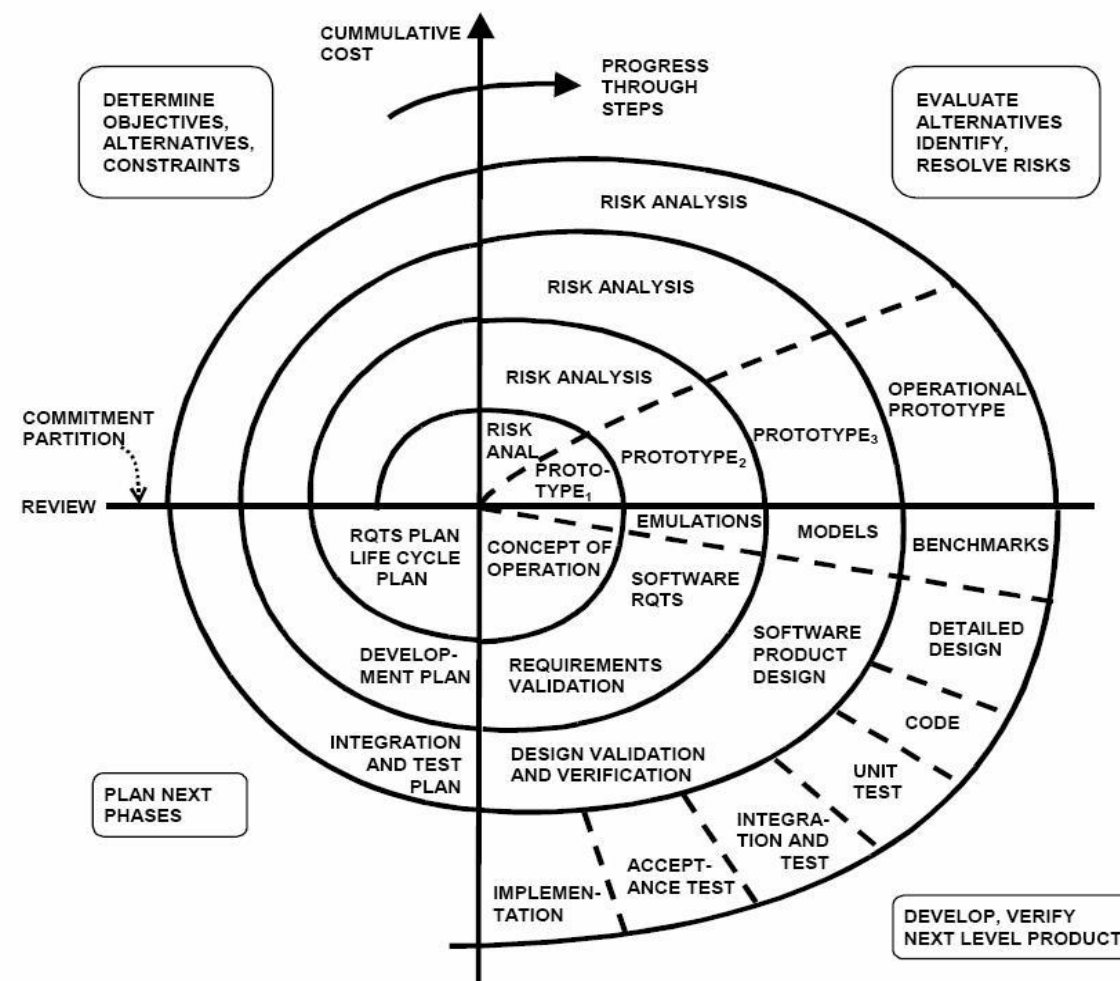 CUMMULATIVE
COST
PROGRESS
THROUGH
STEPS
DETERMINE
OBJECTIVES,
ALTERNATIVES,
CONSTRAINTS
EVALUATE
ALTERNATIVES
IDENTIFY,
RESOLVE RISKS
RISK ANALYSIS
RISK ANALYSIS
RISK ANALYSIS
RISK
ANAL
PROTO-
TYPE₁
PROTOTYPE₂
PROTOTYPE₃
OPERATIONAL
PROTOTYPE
COMMITMENT
PARTITION
REVIEW
RQTS PLAN
LIFE CYCLE
PLAN
CONCEPT OF
OPERATION
EMULATIONS
MODELS
BENCHMARKS
SOFTWARE
RQTS
SOFTWARE
PRODUCT
DESIGN
DETAILED
DESIGN
DEVELOP-
MENT PLAN
REQUIREMENTS
VALIDATION
CODE
INTEGRATION
AND TEST
PLAN
DESIGN VALIDATION
AND VERIFICATION
UNIT
TEST
PLAN NEXT
PHASES
INTEGRA-
TION AND
TEST
ACCEPT-
ANCE TEST
IMPLEMEN-
TATION
DEVELOP, VERIFY
NEXT LEVEL PRODUCT